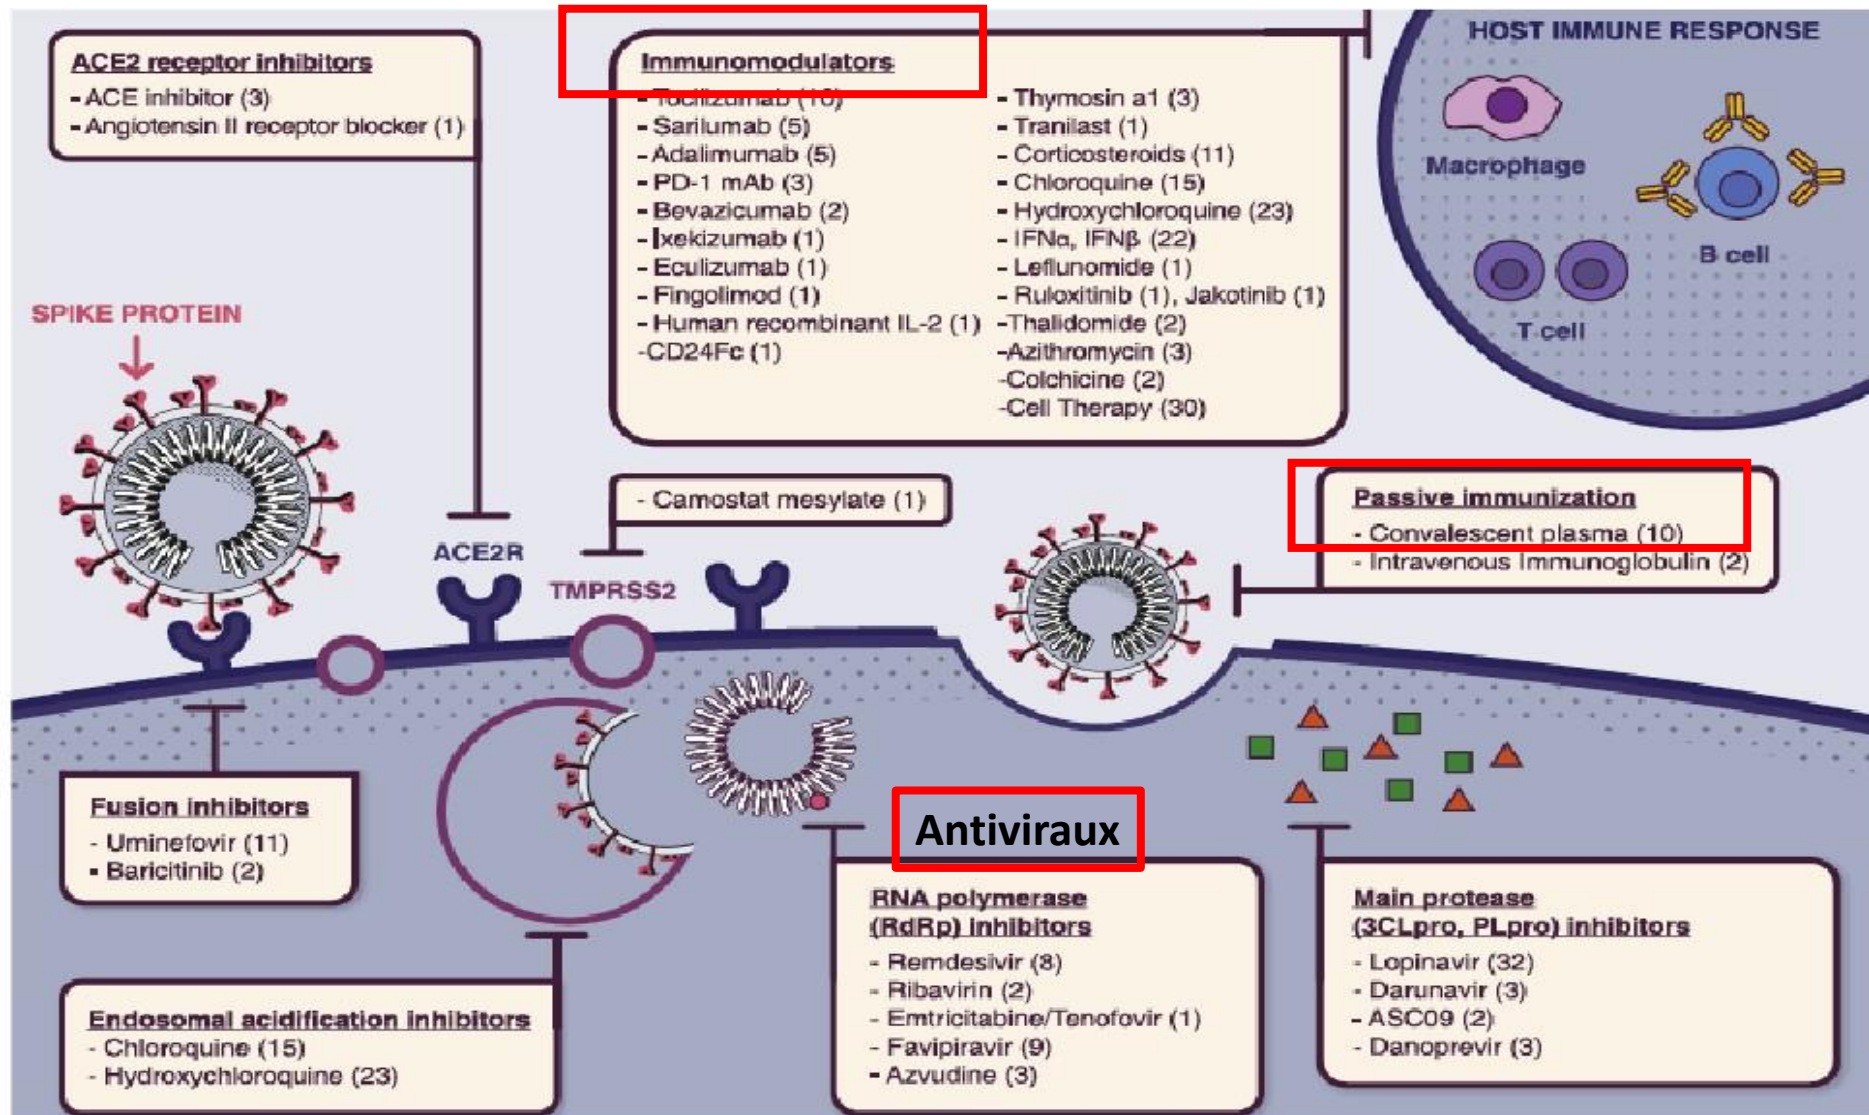 ACE2 receptor inhibitors
- ACE inhibitor (3)
- Angiotensin II receptor blocker (1)
Immunomodulators
- Tocilizumab (10)
- Sarilumab (5)
- Adalimumab (5)
- PD-1 mAb (3)
- Bevazicumab (2)
- Ixekizumab (1)
- Eculizumab (1)
- Fingolimod (1)
- Human recombinant IL-2 (1)
-CD24Fc (1)
- Thymosin a1 (3)
- Tranilast (1)
- Corticosteroids (11)
- Chloroquine (15)
- Hydroxychloroquine (23)
- IFNα, IFNβ (22)
- Leflunomide (1)
- Ruloxitinib (1), Jakotinib (1)
-Thalidomide (2)
-Azithromycin (3)
-Colchicine (2)
-Cell Therapy (30)
HOST IMMUNE RESPONSE
Macrophage
B cell
T cell
SPIKE PROTEIN
- Camostat mesylate (1)
ACE2R
TMPRSS2
Passive immunization
- Convalescent plasma (10)
- Intravenous Immunoglobulin (2)
Fusion inhibitors
- Uminefovir (11)
- Baricitinib (2)
Endosomal acidification inhibitors
- Chloroquine (15)
- Hydroxychloroquine (23)
Antiviraux
RNA polymerase
(RdRp) inhibitors
- Remdesivir (8)
- Ribavirin (2)
- Emtricitabine/Tenofovir (1)
- Favipiravir (9)
- Azvudine (3)
Main protease
(3CLpro, PLpro) inhibitors
- Lopinavir (32)
- Darunavir (3)
- ASC09 (2)
- Danoprevir (3)